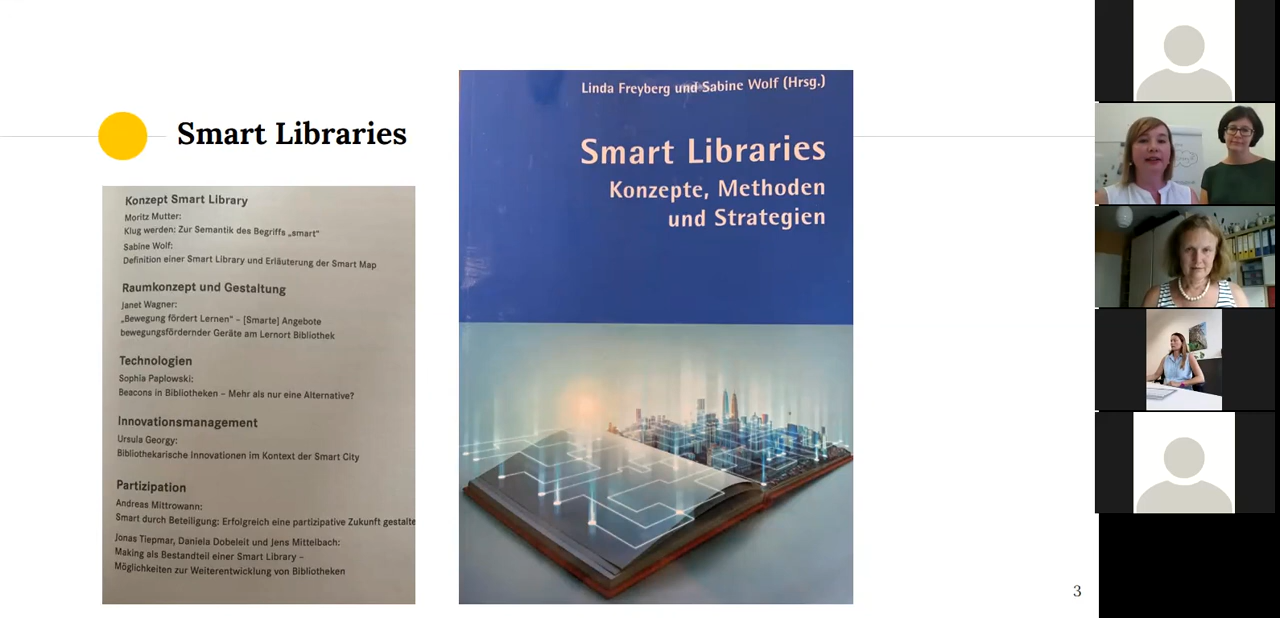 Smart Libraries
Konzept Smart Library
Moritz Mutter:
Klug werden: Zur Semantik des Begriffs „smart“
Sabine Wolf:
Definition einer Smart Library und Erläuterung der Smart Map
Raumkonzept und Gestaltung
Janet Wagner:
„Bewegung fördert Lernen“ – [Smarte] Angebote
bewegungsfördernder Geräte am Lernort Bibliothek
Technologien
Sophia Paplowski:
Beacons in Bibliotheken – Mehr als nur eine Alternative?
Innovationsmanagement
Ursula Georgy:
Bibliothekarische Innovationen im Kontext der Smart City
Partizipation
Andreas Mittrowann:
Smart durch Beteiligung: Erfolgreich eine partizipative Zukunft gestalte
Jonas Tiepmar, Daniela Dobeleit und Jens Mittelbach:
Making als Bestandteil einer Smart Library –
Möglichkeiten zur Weiterentwicklung von Bibliotheken
Linda Freyberg und Sabine Wolf (Hrsg.)
Smart Libraries
Konzepte, Methoden
und Strategien
3